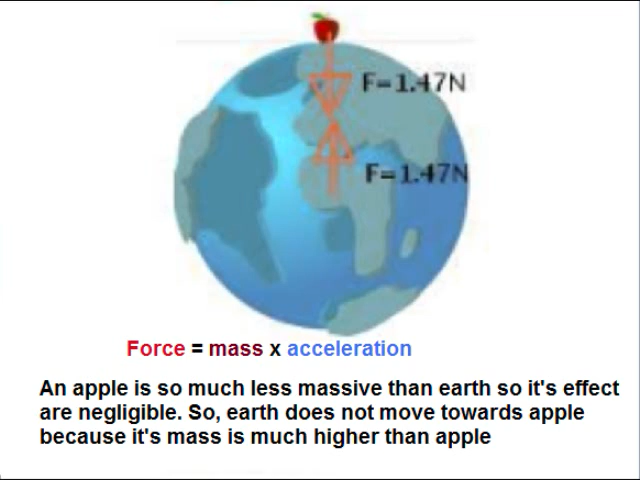 F=1.47N
F=1.47N
Force = mass x acceleration
An apple is so much less massive than earth so it's effect
are negligible. So, earth does not move towards apple
because it's mass is much higher than apple